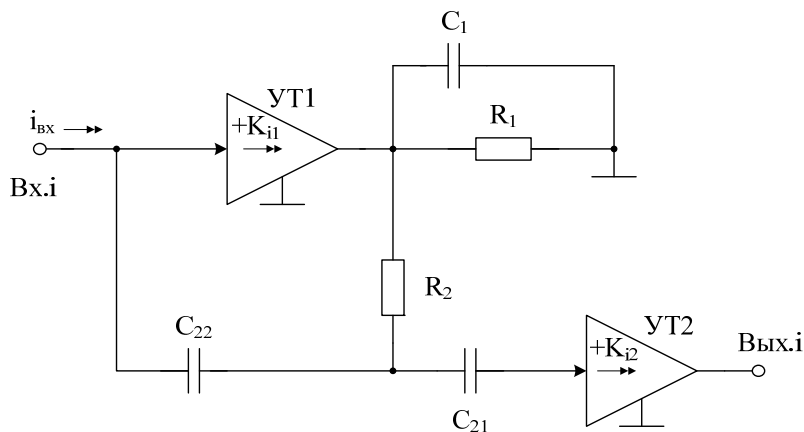 C₁
УТ1
iвх
+Ki1
R₁
Вх.i
R₂
C₂₂
УТ2
+Ki2
Вых.i
C₂₁